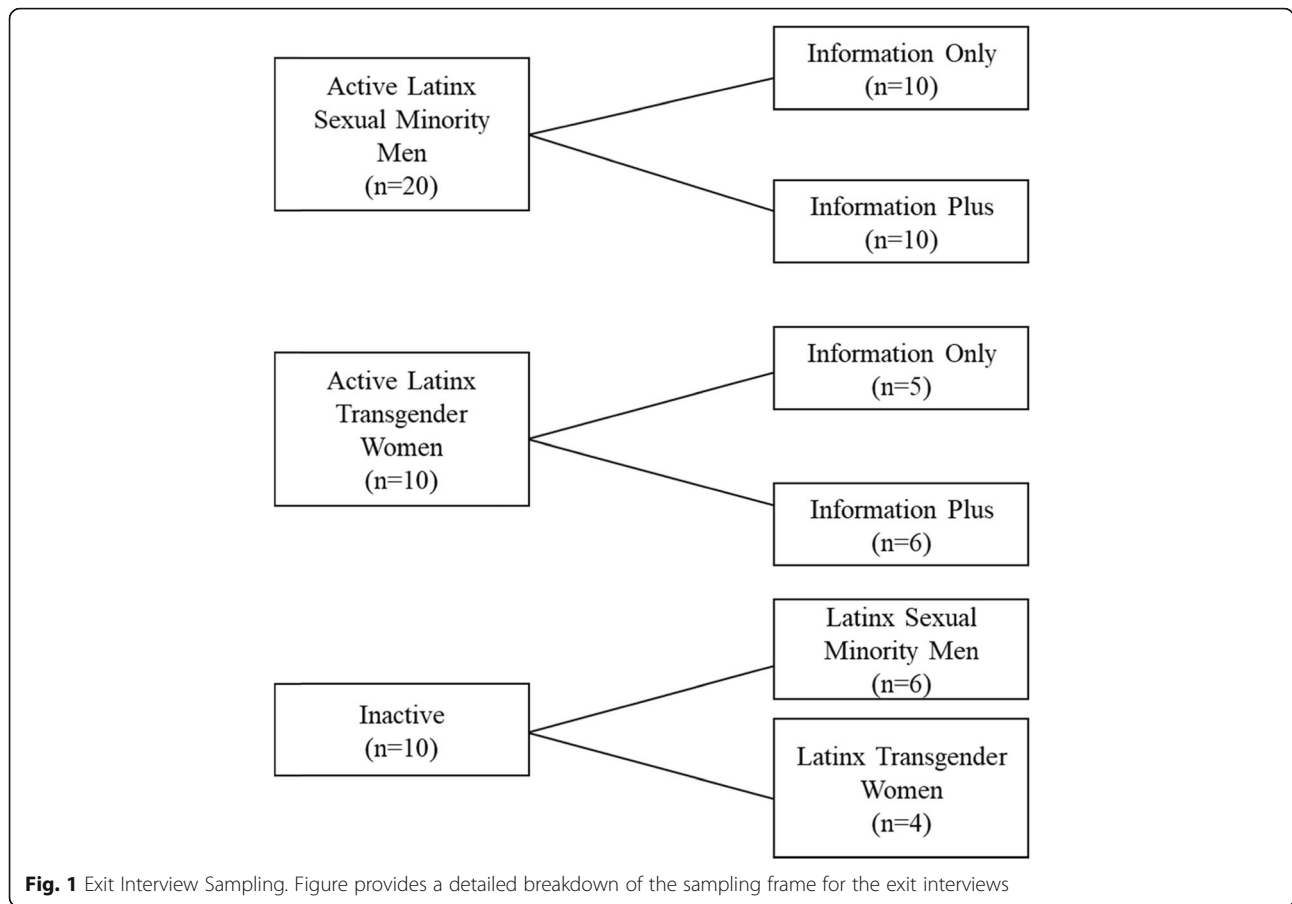 Active Latinx
Sexual Minority
Men
(n=20)
Information Only
(n=10)
Information Plus
(n=10)
Active Latinx
Transgender
Women
(n=10)
Information Only
(n=5)
Information Plus
(n=6)
Inactive
(n=10)
Latinx Sexual
Minority Men
(n=6)
Latinx Transgender
Women
(n=4)
Fig. 1 Exit Interview Sampling. Figure provides a detailed breakdown of the sampling frame for the exit interviews